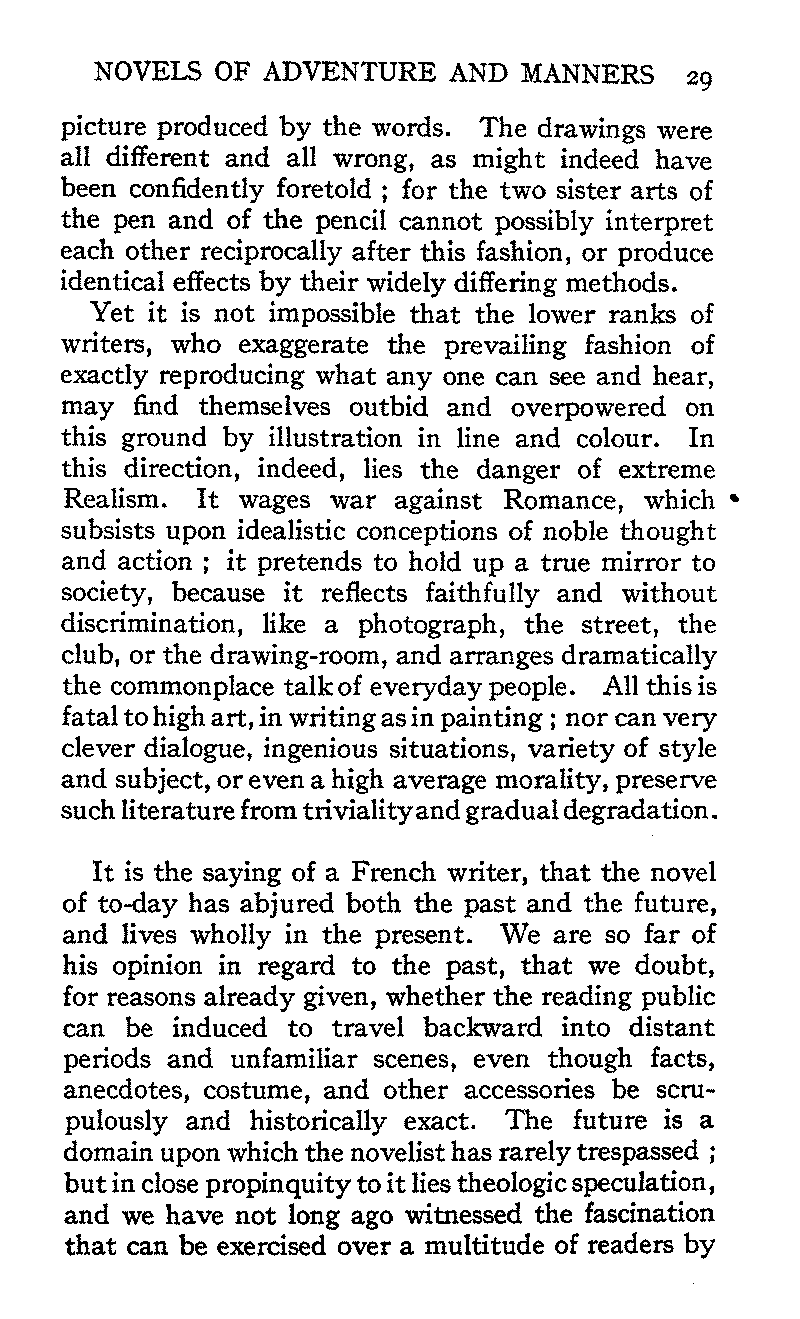 NOVELS OF ADVENTURE AND MANNERS 29
picture produced by the words. The drawings were
all different and all wrong, as might indeed have
been confidently foretold ; for the two sister arts of
the pen and of the pencil cannot possibly interpret
each other reciprocally after this fashion, or produce
identical effects by their widely differing methods.
Yet it is not impossible that the lower ranks of
writers, who exaggerate the prevailing fashion of
exactly reproducing what any one can see and hear,
may find themselves outbid and overpowered on
this ground by illustration in line and colour. In
this direction, indeed, lies the danger of extreme
Realism. It wages war against Romance, which
subsists upon idealistic conceptions of noble thought
and action ; it pretends to hold up a true mirror to
society, because it reflects faithfully and without
discrimination, like a photograph, the street, the
club, or the drawing-room, and arranges dramatically
the commonplace talk of everyday people. All this is
fatal to high art, in writing as in painting ; nor can very
clever dialogue, ingenious situations, variety of style
and subject, or even a high average morality, preserve
such literature from triviality and gradual degradation.
It is the saying of a French writer, that the novel
of to-day has abjured both the past and the future,
and lives wholly in the present. We are so far of
his opinion in regard to the past, that we doubt,
for reasons already given, whether the reading public
can be induced to travel backward into distant
periods and unfamiliar scenes, even though facts,
anecdotes, costume, and other accessories be scru-
pulously and historically exact. The future is a
domain upon which the novelist has rarely trespassed ;
but in close propinquity to it lies theologic speculation,
and we have not long ago witnessed the fascination
that can be exercised over a multitude of readers by